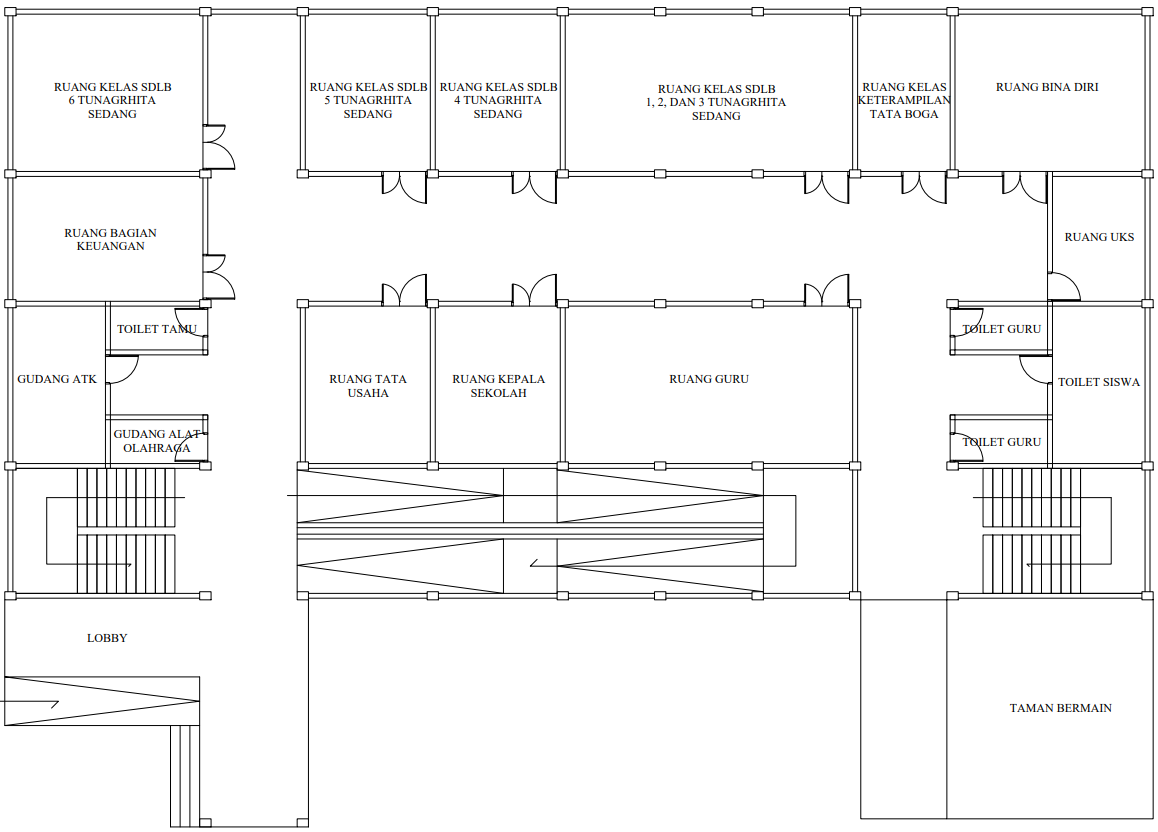 RUANG KELAS SDLB
6 TUNAGRHITA
SEDANG
RUANG KELAS SDLB
5 TUNAGRHITA
SEDANG
RUANG KELAS SDLB
4 TUNAGRHITA
SEDANG
RUANG KELAS SDLB
1, 2, DAN 3 TUNAGRHITA
SEDANG
RUANG KELAS
KETERAMPILAN
TATA BOGA
RUANG BINA DIRI
RUANG BAGIAN
KEUANGAN
RUANG UKS
TOILET TAMU
TOILET GURU
GUDANG ATK
RUANG TATA
USAHA
RUANG KEPALA
SEKOLAH
RUANG GURU
TOILET SISWA
GUDANG ALAT
OLAHRAGA
TOILET GURU
LOBBY
TAMAN BERMAIN